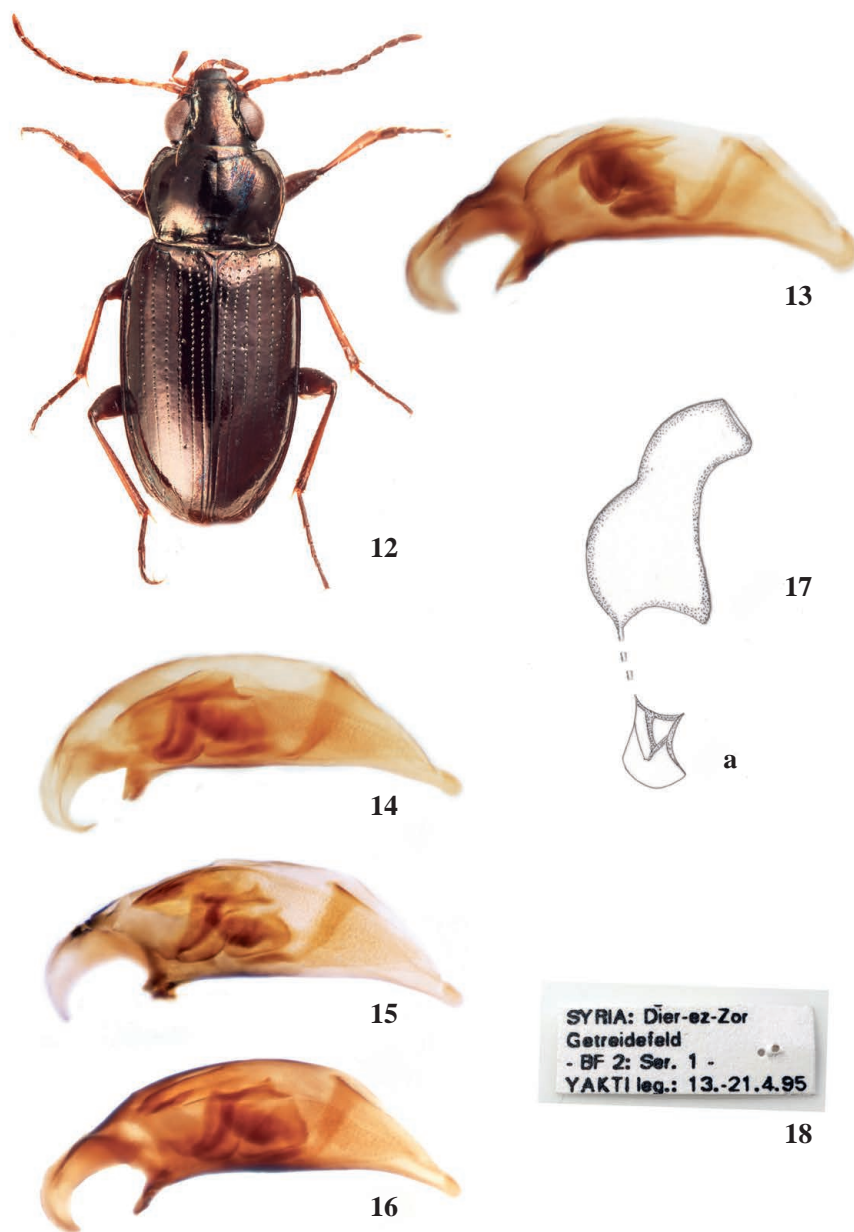 12
13
17
a
14
15
16
SYRIA: Dier-ez-Zor
Getreidefeld
- BF 2: Ser. 1 -
YAKTI leg.: 13.-21.4.95
18